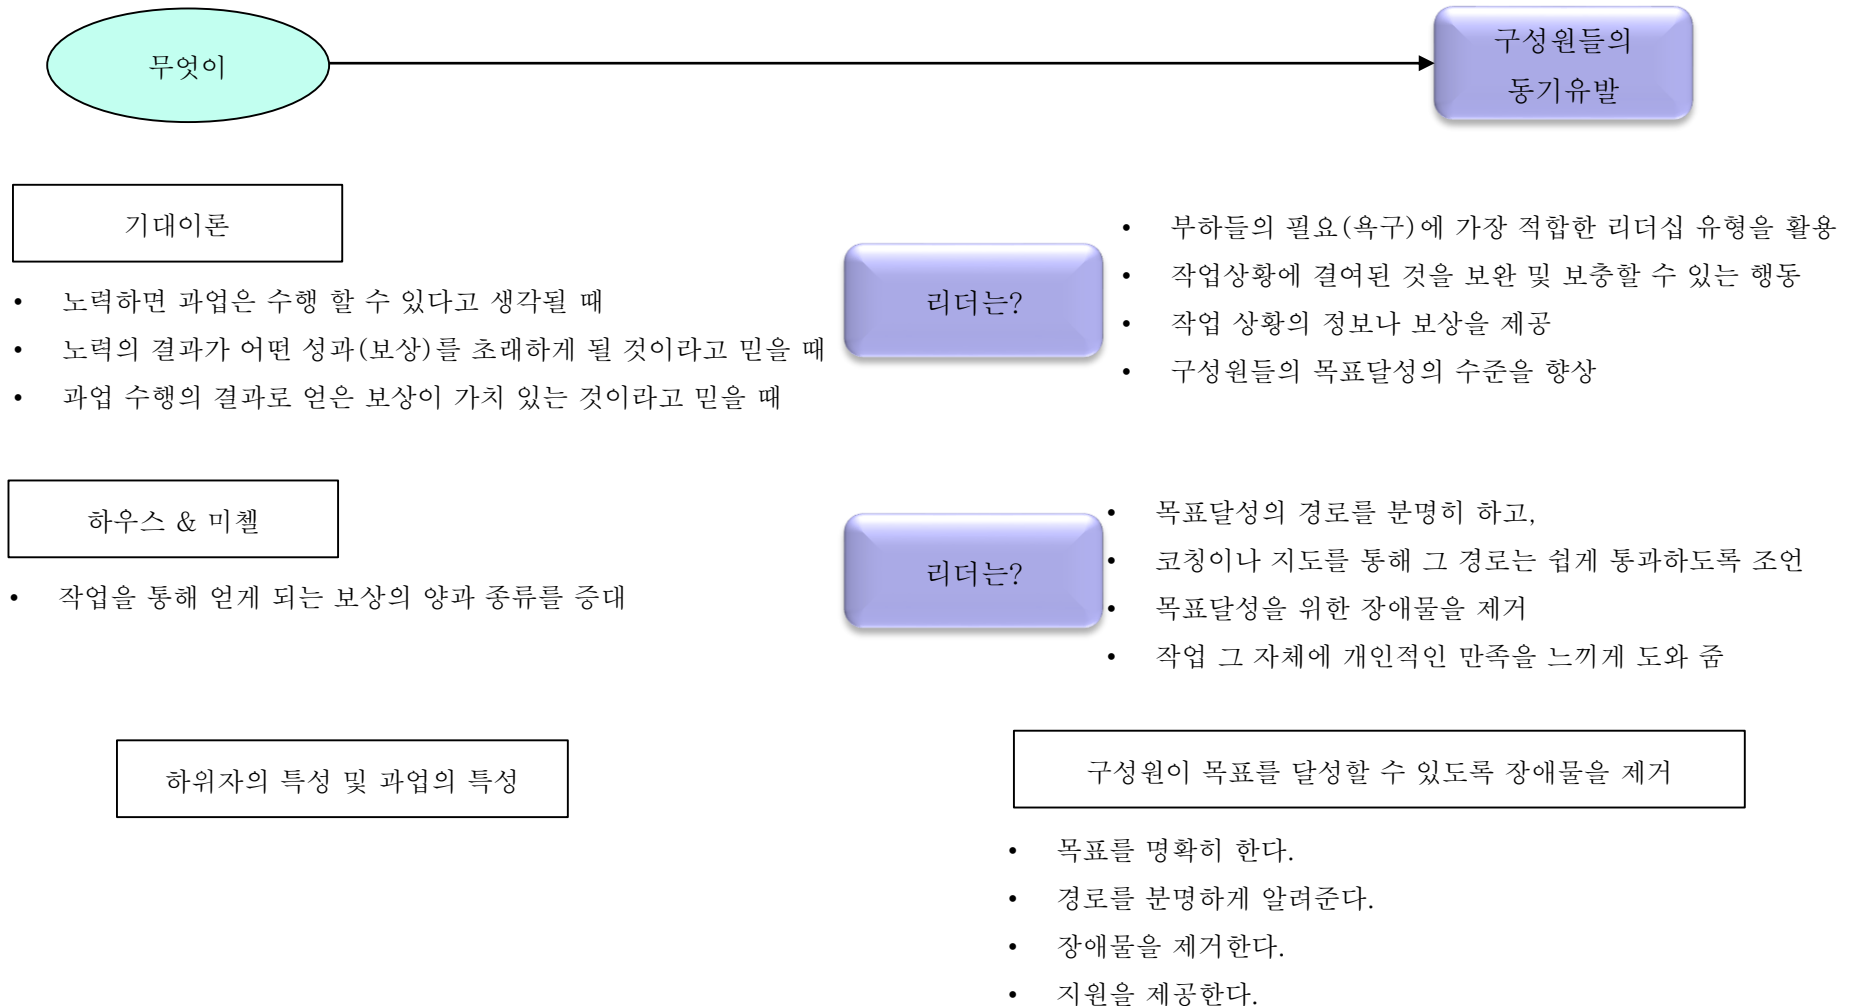 무엇이
구성원들의
동기유발
기대이론
• 노력하면 과업은 수행 할 수 있다고 생각될 때
• 노력의 결과가 어떤 성과(보상)를 초래하게 될 것이라고 믿을 때
• 과업 수행의 결과로 얻은 보상이 가치 있는 것이라고 믿을 때
리더는?
• 부하들의 필요(욕구)에 가장 적합한 리더십 유형을 활용
• 작업상황에 결여된 것을 보완 및 보충할 수 있는 행동
• 작업 상황의 정보나 보상을 제공
• 구성원들의 목표달성의 수준을 향상
하우스 & 미첼
• 작업을 통해 얻게 되는 보상의 양과 종류를 증대
리더는?
• 목표달성의 경로를 분명히 하고,
• 코칭이나 지도를 통해 그 경로는 쉽게 통과하도록 조언
• 목표달성을 위한 장애물을 제거
• 작업 그 자체에 개인적인 만족을 느끼게 도와 줌
하위자의 특성 및 과업의 특성
구성원이 목표를 달성할 수 있도록 장애물을 제거
• 목표를 명확히 한다.
• 경로를 분명하게 알려준다.
• 장애물을 제거한다.
• 지원을 제공한다.